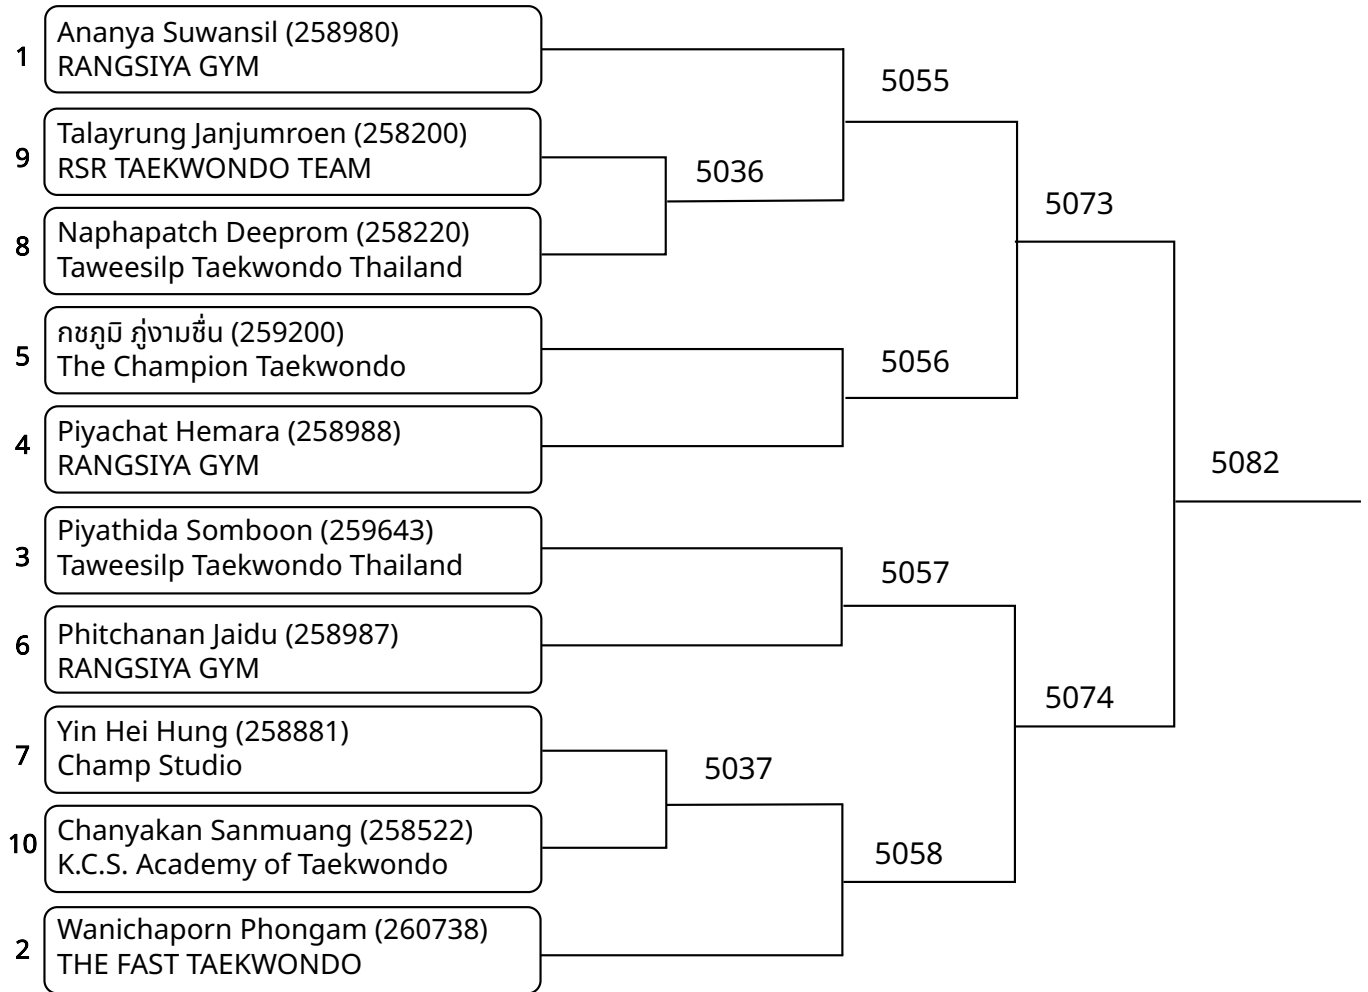 1
Ananya Suwansil (258980)
RANGSIYA GYM
5055
9
Talayrung Janjumroen (258200)
RSR TAEKWONDO TEAM
5036
5073
8
Naphapatch Deeprom (258220)
Taweesilp Taekwondo Thailand
5
กชภูมิ ภู่งามชื่น (259200)
The Champion Taekwondo
5056
4
Piyachat Hemara (258988)
RANGSIYA GYM
5082
3
Piyathida Somboon (259643)
Taweesilp Taekwondo Thailand
5057
6
Phitchanan Jaidu (258987)
RANGSIYA GYM
5074
7
Yin Hei Hung (258881)
Champ Studio
5037
10
Chanyakan Sanmuang (258522)
K.C.S. Academy of Taekwondo
5058
2
Wanichaporn Phongam (260738)
THE FAST TAEKWONDO